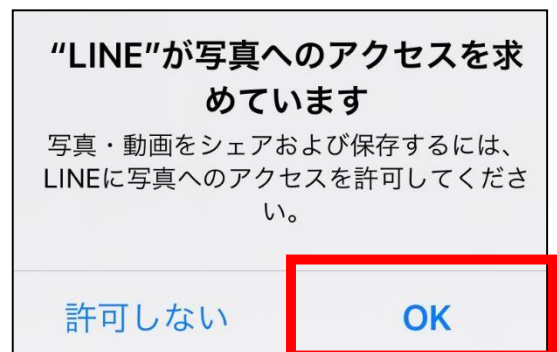 “LINE”が写真へのアクセスを求
めています
写真・動画をシェアおよび保存するには、
LINEに写真へのアクセスを許可してくださ
い。
許可しない
OK